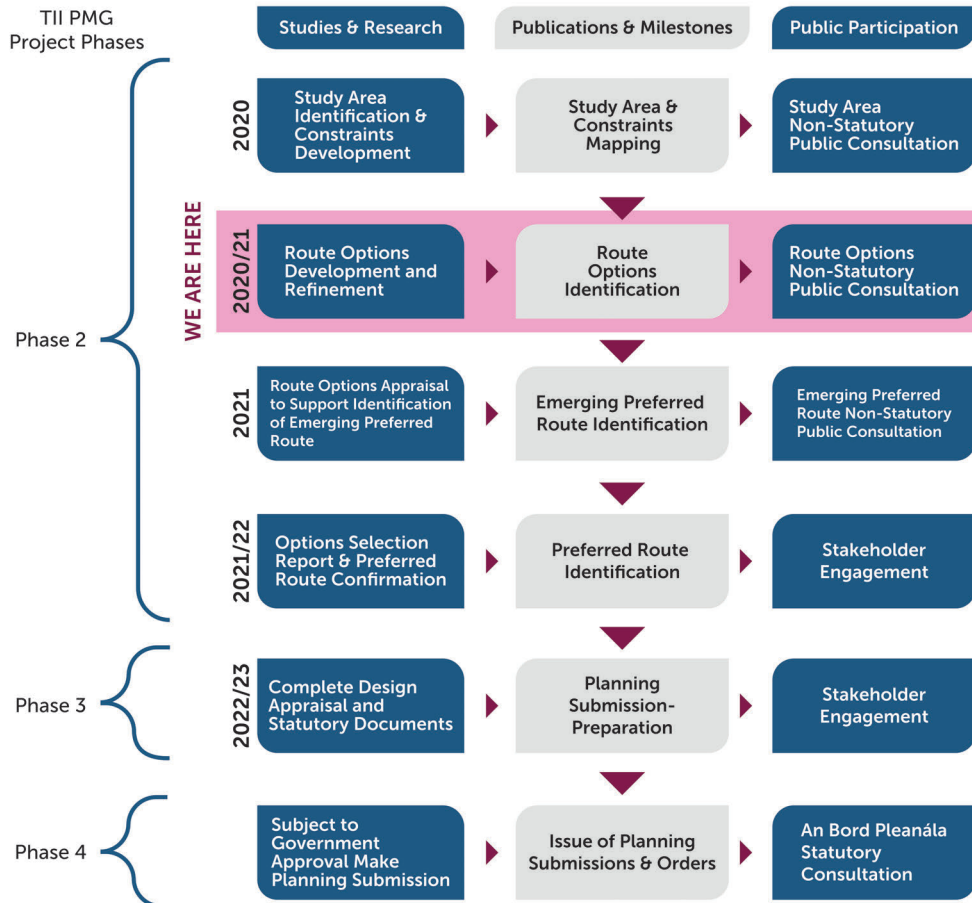 TII PMG
Project Phases
Studies & Research
Publications & Milestones
Public Participation
2020
Study Area
Identification &
Constraints
Development
Study Area &
Constraints
Mapping
Study Area
Non-Statutory
Public Consultation
WE ARE HERE
2020/21
Route Options
Development and
Refinement
Route
Options
Identification
Route Options
Non-Statutory
Public Consultation
Phase 2
2021
Route Options Appraisal
to Support Identification
of Emerging Preferred
Route
Emerging Preferred
Route Identification
Emerging Preferred
Route Non-Statutory
Public Consultation
2021/22
Options Selection
Report & Preferred
Route Confirmation
Preferred Route
Identification
Stakeholder
Engagement
Phase 3
2022/23
Complete Design
Appraisal and
Statutory Documents
Planning
Submission-
Preparation
Stakeholder
Engagement
Phase 4
Subject to
Government
Approval Make
Planning Submission
Issue of Planning
Submissions & Orders
An Bord Pleanála
Statutory
Consultation